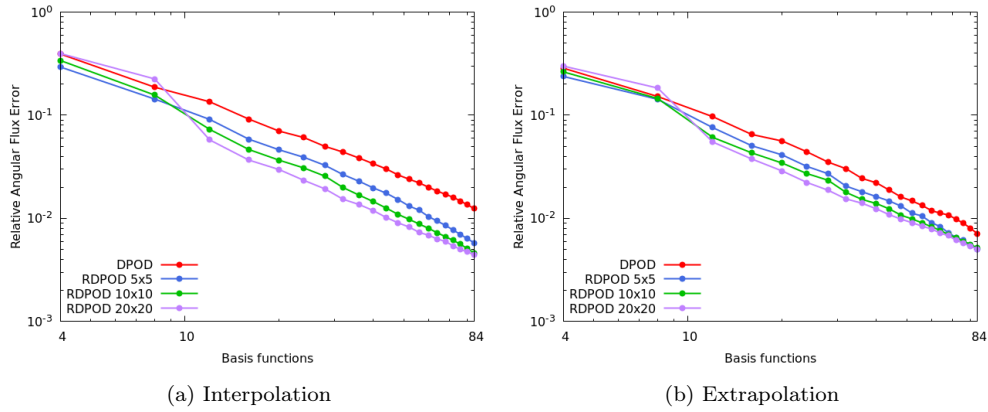 10^0
10^-1
10^-2
10^-3
Relative Angular Flux Error
DPOD
RDPOD 5x5
RDPOD 10x10
RDPOD 20x20
4 10 84
Basis functions
(a) Interpolation
10^0
10^-1
10^-2
10^-3
Relative Angular Flux Error
DPOD
RDPOD 5x5
RDPOD 10x10
RDPOD 20x20
4 10 84
Basis functions
(b) Extrapolation